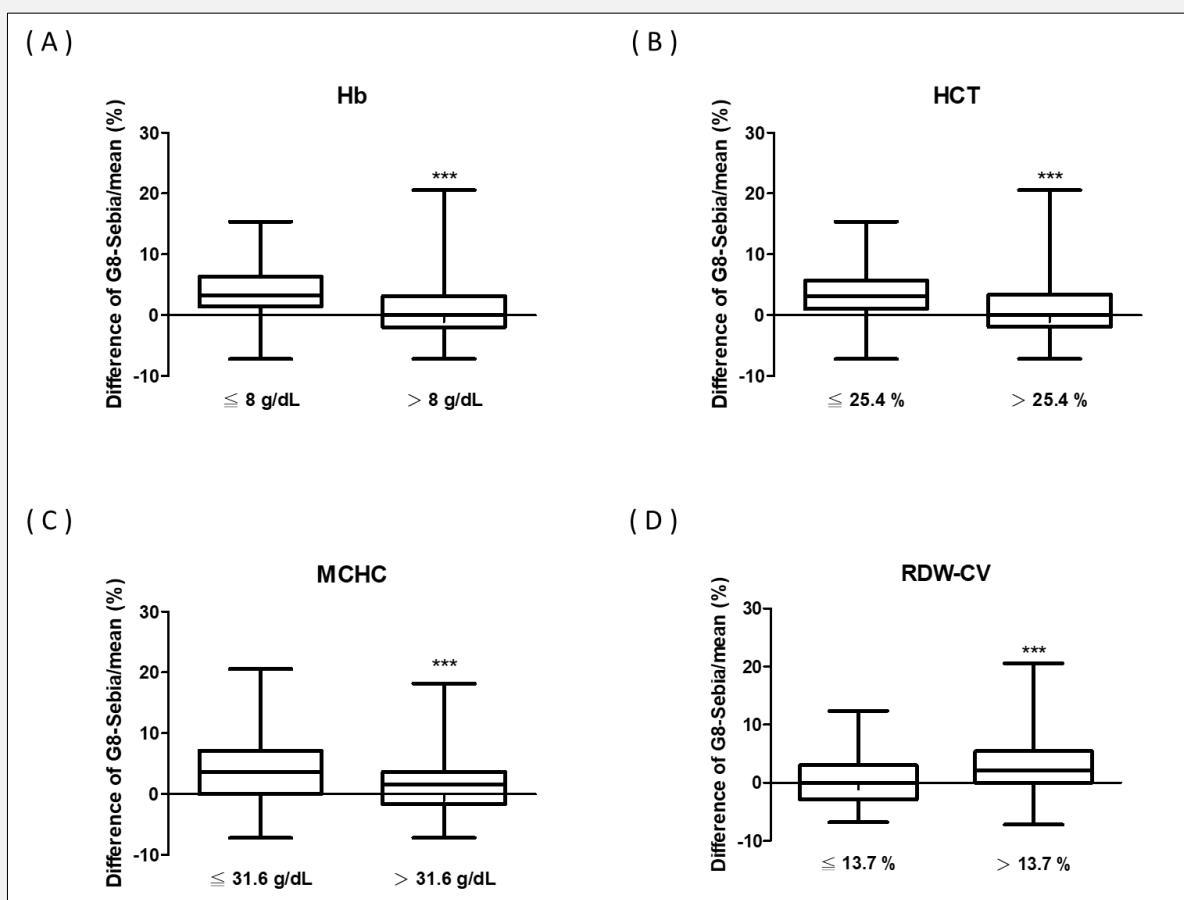 ( A )
Hb
Difference of G8-Sebia/mean (%)
30
20
10
0
-10
***
≦ 8 g/dL
> 8 g/dL
( B )
HCT
Difference of G8-Sebia/mean (%)
30
20
10
0
-10
***
≦ 25.4 %
> 25.4 %
( C )
MCHC
Difference of G8-Sebia/mean (%)
30
20
10
0
-10
***
≦ 31.6 g/dL
> 31.6 g/dL
( D )
RDW-CV
Difference of G8-Sebia/mean (%)
30
20
10
0
-10
***
≦ 13.7 %
> 13.7 %